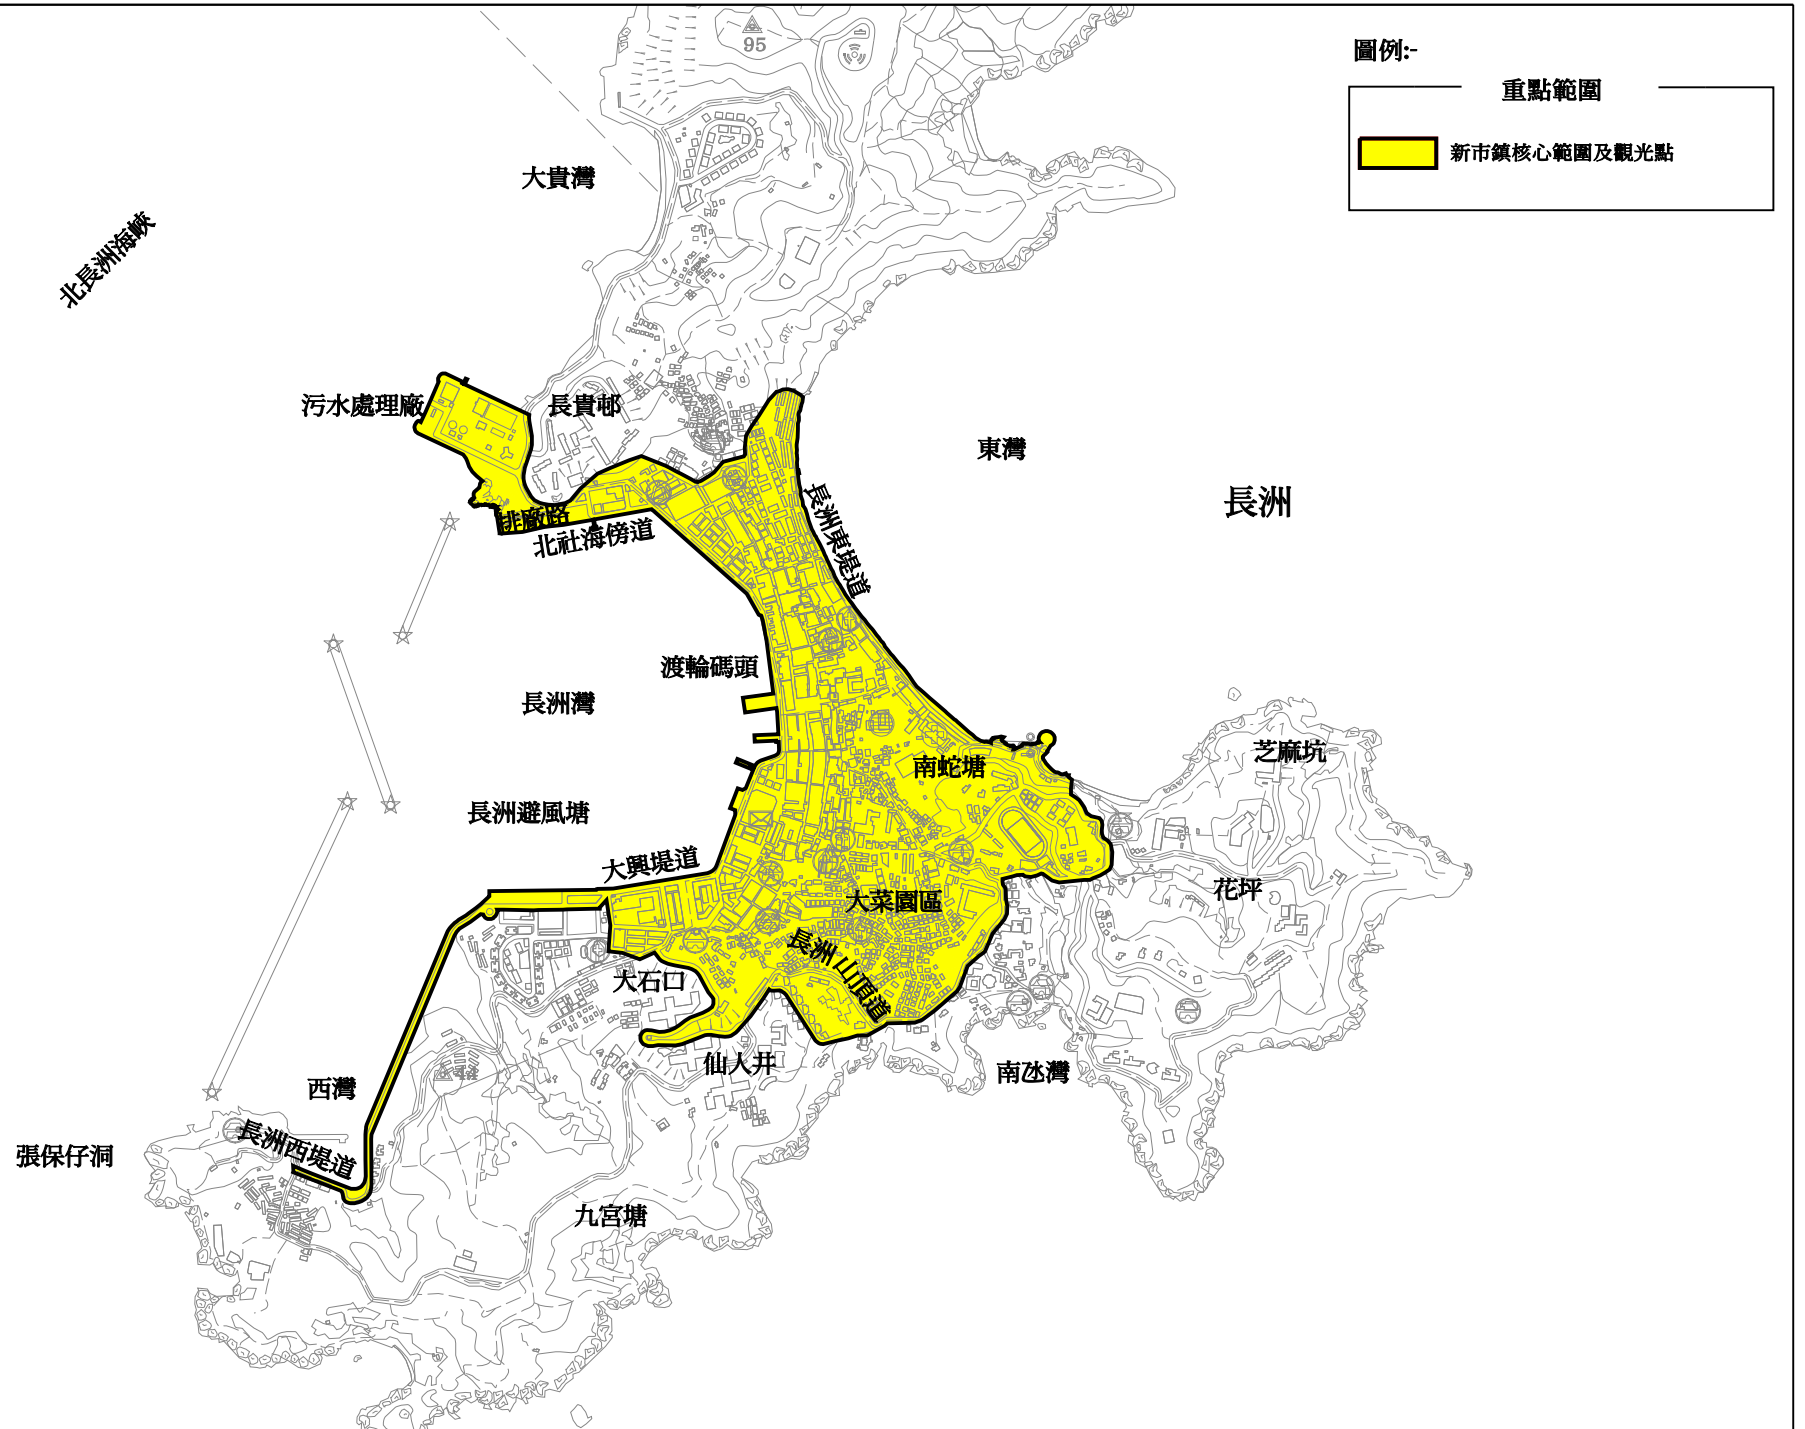 95
圖例:-
重點範圍
新市鎮核心範圍及觀光點
大貴灣
北長洲海峽
污水處理廠
長貴邨
東灣
長洲
排廠路
北社海傍道
長洲東堤道
渡輪碼頭
長洲灣
南蛇塘
芝麻坑
長洲避風塘
大興堤道
花坪
大菜園區
長洲山頂道
大石口
仙人井
南氹灣
西灣
長洲西堤道
張保仔洞
九宮塘